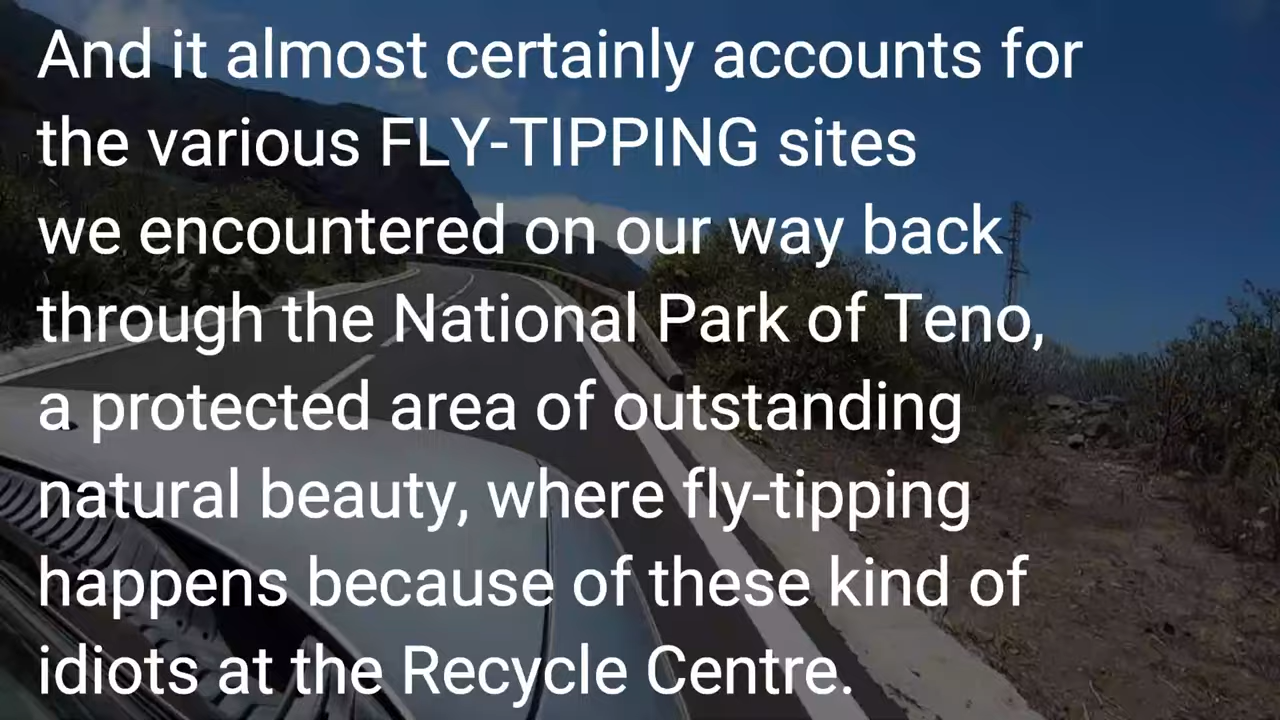 And it almost certainly accounts for
the various FLY-TIPPING sites
we encountered on our way back
through the National Park of Teno,
a protected area of outstanding
natural beauty, where fly-tipping
happens because of these kind of
idiots at the Recycle Centre.